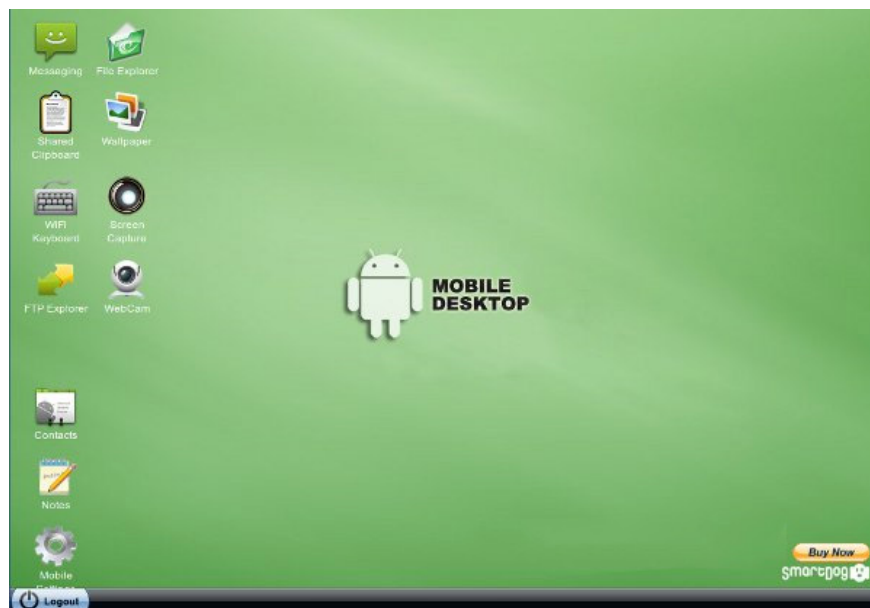 Messaging
File Explorer
Shared
Clipboard
Wallpaper
WIFI
Keyboard
Screen
Capture
FTP Explorer
WebCam
MOBILE
DESKTOP
Contacts
Notes
Mobile
Settings
Buy Now
smartDog
Logout